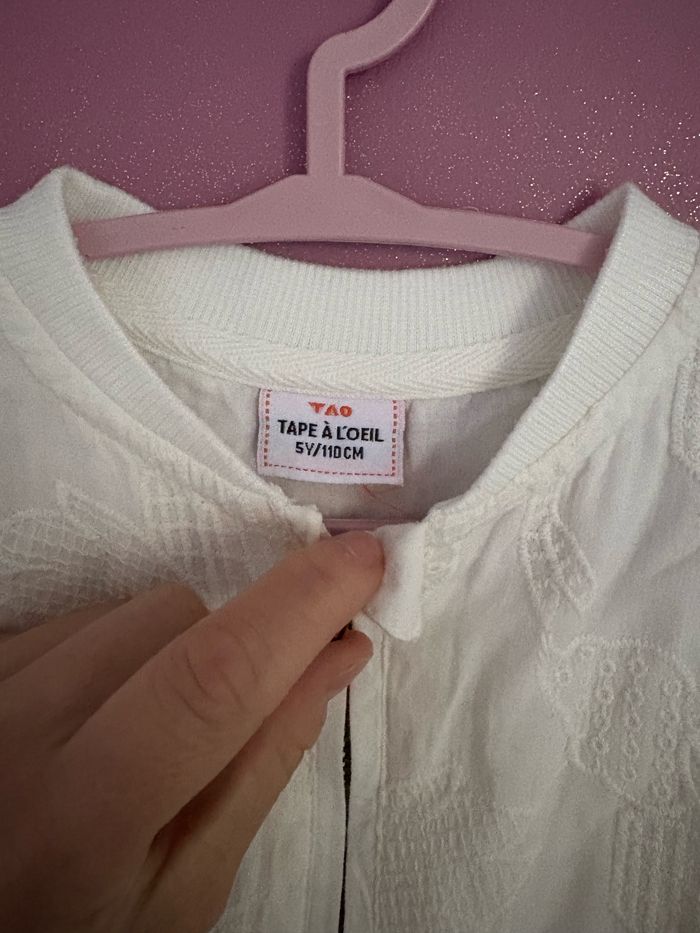 TAO
TAPE À L'OEIL
5Y/110CM